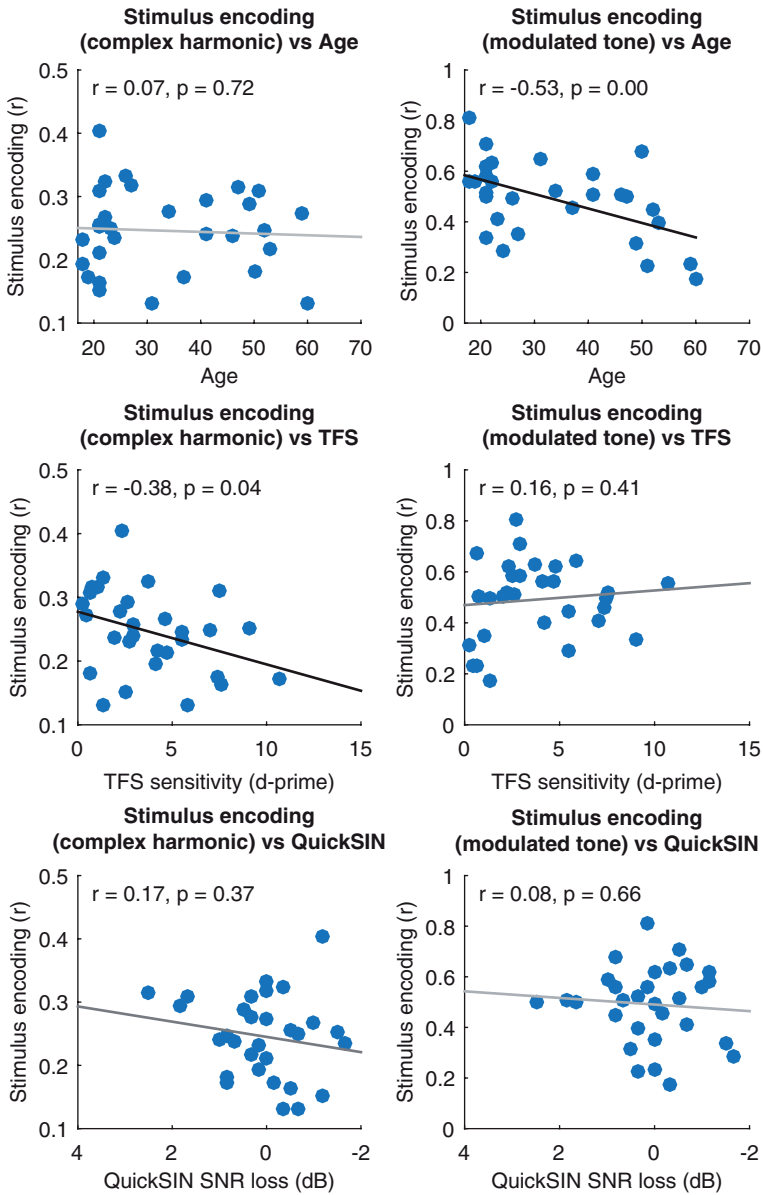 Stimulus encoding
(complex harmonic) vs Age
r = 0.07, p = 0.72
Stimulus encoding (r)
0.5
0.4
0.3
0.2
0.1
20 30 40 50 60 70
Age
Stimulus encoding
(modulated tone) vs Age
r = -0.53, p = 0.00
Stimulus encoding (r)
1
0.8
0.6
0.4
0.2
0
20 30 40 50 60 70
Age
Stimulus encoding
(complex harmonic) vs TFS
r = -0.38, p = 0.04
Stimulus encoding (r)
0.5
0.4
0.3
0.2
0.1
0 5 10 15
TFS sensitivity (d-prime)
Stimulus encoding
(modulated tone) vs TFS
r = 0.16, p = 0.41
Stimulus encoding (r)
1
0.8
0.6
0.4
0.2
0
0 5 10 15
TFS sensitivity (d-prime)
Stimulus encoding
(complex harmonic) vs QuickSIN
r = 0.17, p = 0.37
Stimulus encoding (r)
0.5
0.4
0.3
0.2
0.1
4 2 0 -2
QuickSIN SNR loss (dB)
Stimulus encoding
(modulated tone) vs QuickSIN
r = 0.08, p = 0.66
Stimulus encoding (r)
1
0.8
0.6
0.4
0.2
0
4 2 0 -2
QuickSIN SNR loss (dB)